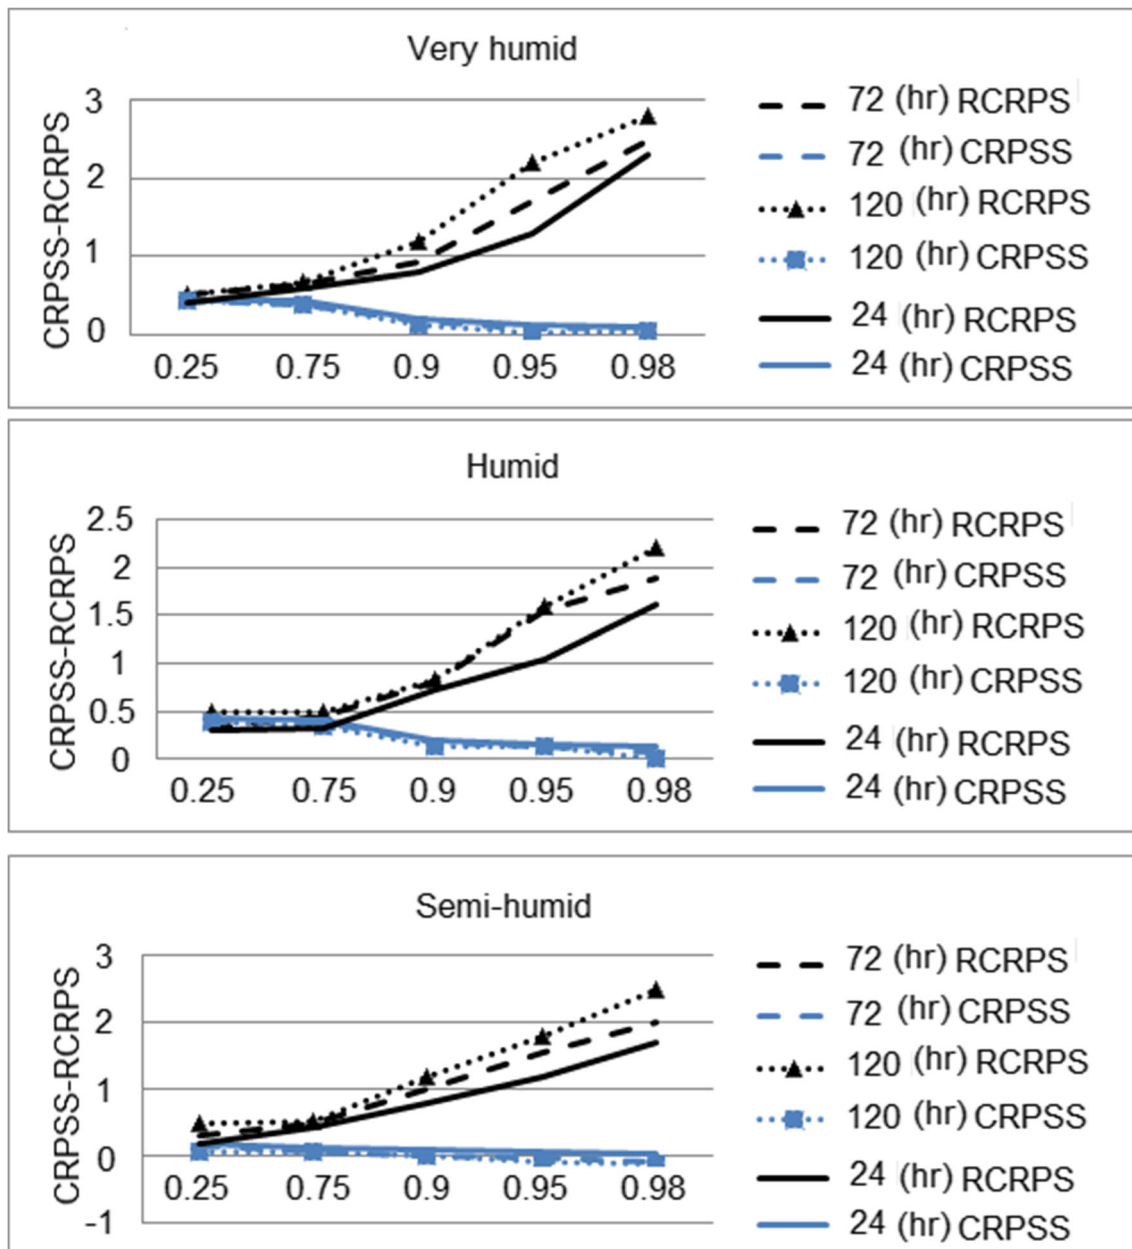 Very humid
CRPSS-RCRPS
3
2
1
0
0.25 0.75 0.9 0.95 0.98
72 (hr) RCRPS
72 (hr) CRPSS
120 (hr) RCRPS
120 (hr) CRPSS
24 (hr) RCRPS
24 (hr) CRPSS
Humid
CRPSS-RCRPS
2.5
2
1.5
1
0.5
0
0.25 0.75 0.9 0.95 0.98
72 (hr) RCRPS
72 (hr) CRPSS
120 (hr) RCRPS
120 (hr) CRPSS
24 (hr) RCRPS
24 (hr) CRPSS
Semi-humid
CRPSS-RCRPS
3
2
1
0
-1
0.25 0.75 0.9 0.95 0.98
72 (hr) RCRPS
72 (hr) CRPSS
120 (hr) RCRPS
120 (hr) CRPSS
24 (hr) RCRPS
24 (hr) CRPSS